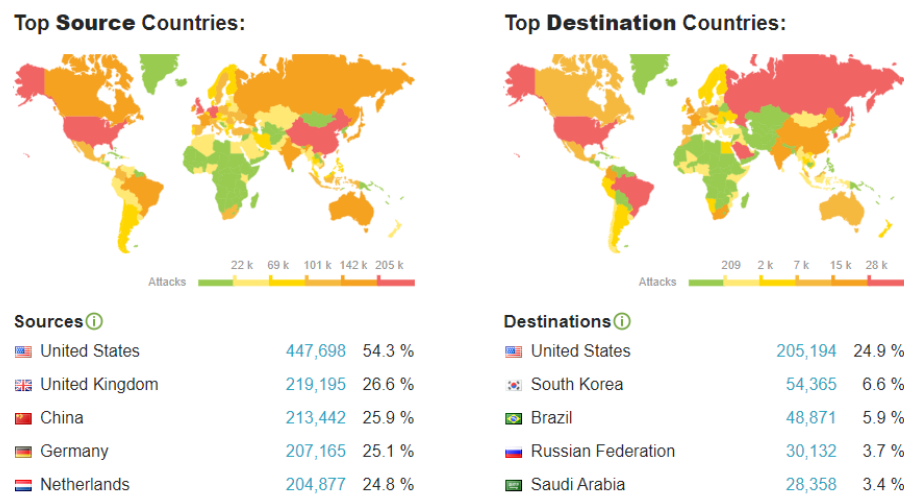 Top Source Countries:
22 k 69 k 101 k 142 k 205 k
Attacks
Sources
United States 447,698 54.3 %
United Kingdom 219,195 26.6 %
China 213,442 25.9 %
Germany 207,165 25.1 %
Netherlands 204,877 24.8 %
Top Destination Countries:
209 2 k 7 k 15 k 28 k
Attacks
Destinations
United States 205,194 24.9 %
South Korea 54,365 6.6 %
Brazil 48,871 5.9 %
Russian Federation 30,132 3.7 %
Saudi Arabia 28,358 3.4 %